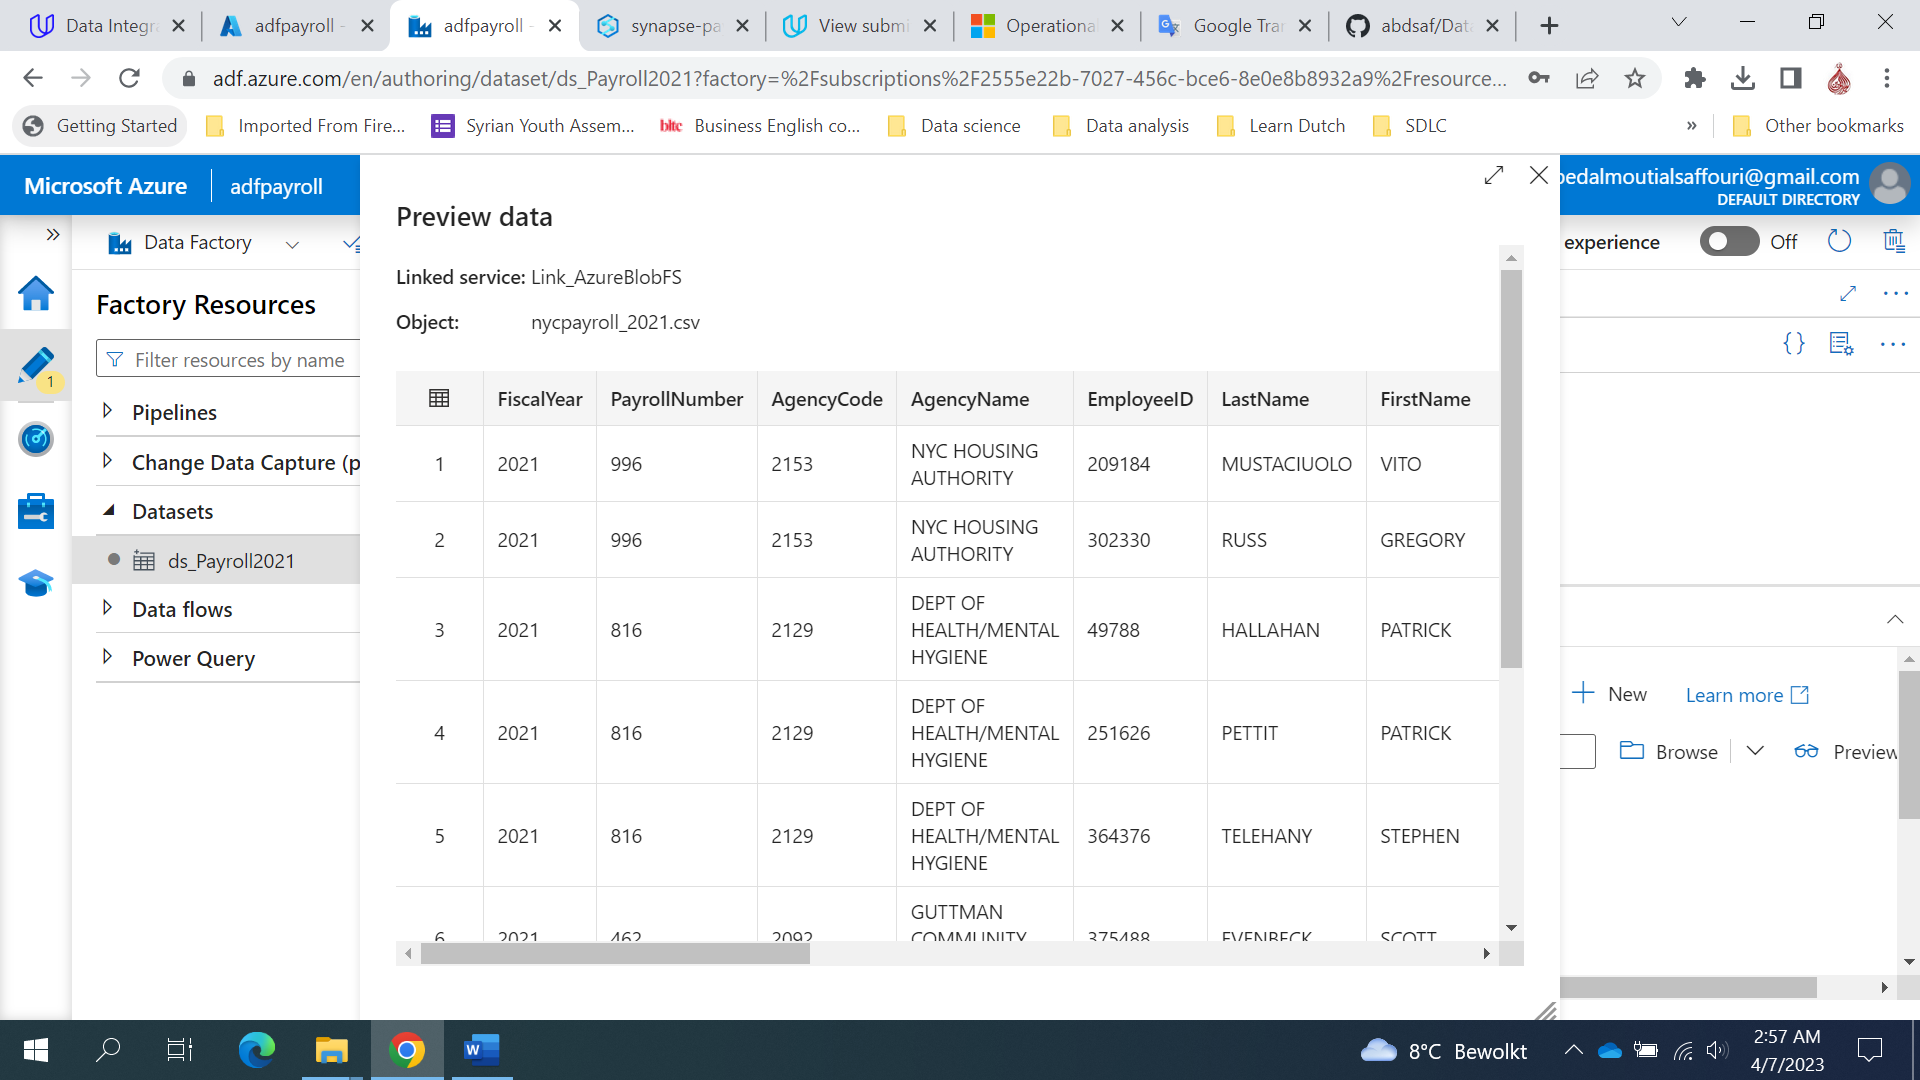 Data Integr
adfpayroll -
adfpayroll -
synapse-pa
View submi
Operational
Google Tran
abdsaf/Data
adf.azure.com/en/authoring/dataset/ds_Payroll2021?factory=%2Fsubscriptions%2F2555e22b-7027-456c-bce6-8e0e8b8932a9%2Fresource...
Getting Started
Imported From Fire...
Syrian Youth Assem...
bltc Business English co...
Data science
Data analysis
Learn Dutch
SDLC
»
Other bookmarks
Microsoft Azure
adfpayroll
pedalmoutialsaffouri@gmail.com
DEFAULT DIRECTORY
Data Factory
experience
Off
Factory Resources
Filter resources by name
1
Pipelines
Change Data Capture (p
Datasets
ds_Payroll2021
Data flows
Power Query
Preview data
Linked service: Link_AzureBlobFS
Object: nycpayroll_2021.csv
FiscalYear PayrollNumber AgencyCode AgencyName EmployeeID LastName FirstName
1 2021 996 2153 NYC HOUSING AUTHORITY 209184 MUSTACIUOLO VITO
2 2021 996 2153 NYC HOUSING AUTHORITY 302330 RUSS GREGORY
3 2021 816 2129 DEPT OF HEALTH/MENTAL HYGIENE 49788 HALLAHAN PATRICK
4 2021 816 2129 DEPT OF HEALTH/MENTAL HYGIENE 251626 PETTIT PATRICK
5 2021 816 2129 DEPT OF HEALTH/MENTAL HYGIENE 364376 TELEHANY STEPHEN
6 2021 462 2092 GUTTMAN COMMUNITY 375488 EVENBECK SCOTT
New
Learn more
Browse
Preview
8°C Bewolkt
2:57 AM
4/7/2023